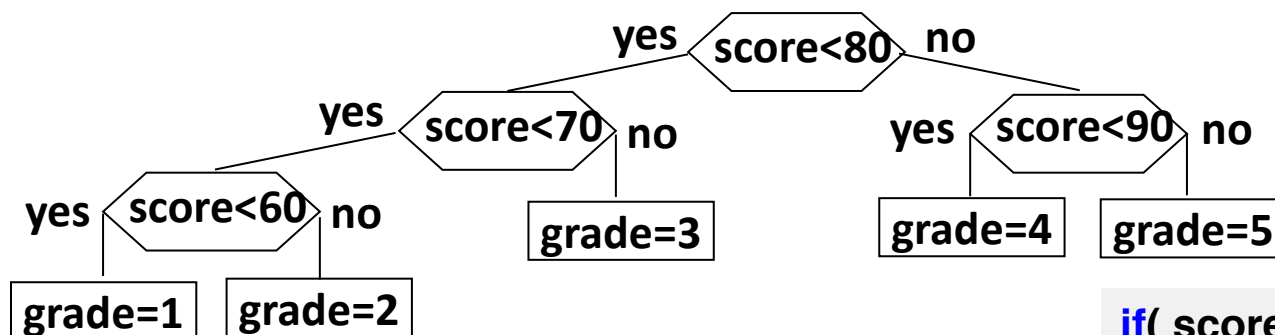 yes score<80 no
yes score<70 no yes score<90 no
yes score<60 no grade=3 grade=4 grade=5
grade=1 grade=2
if( score